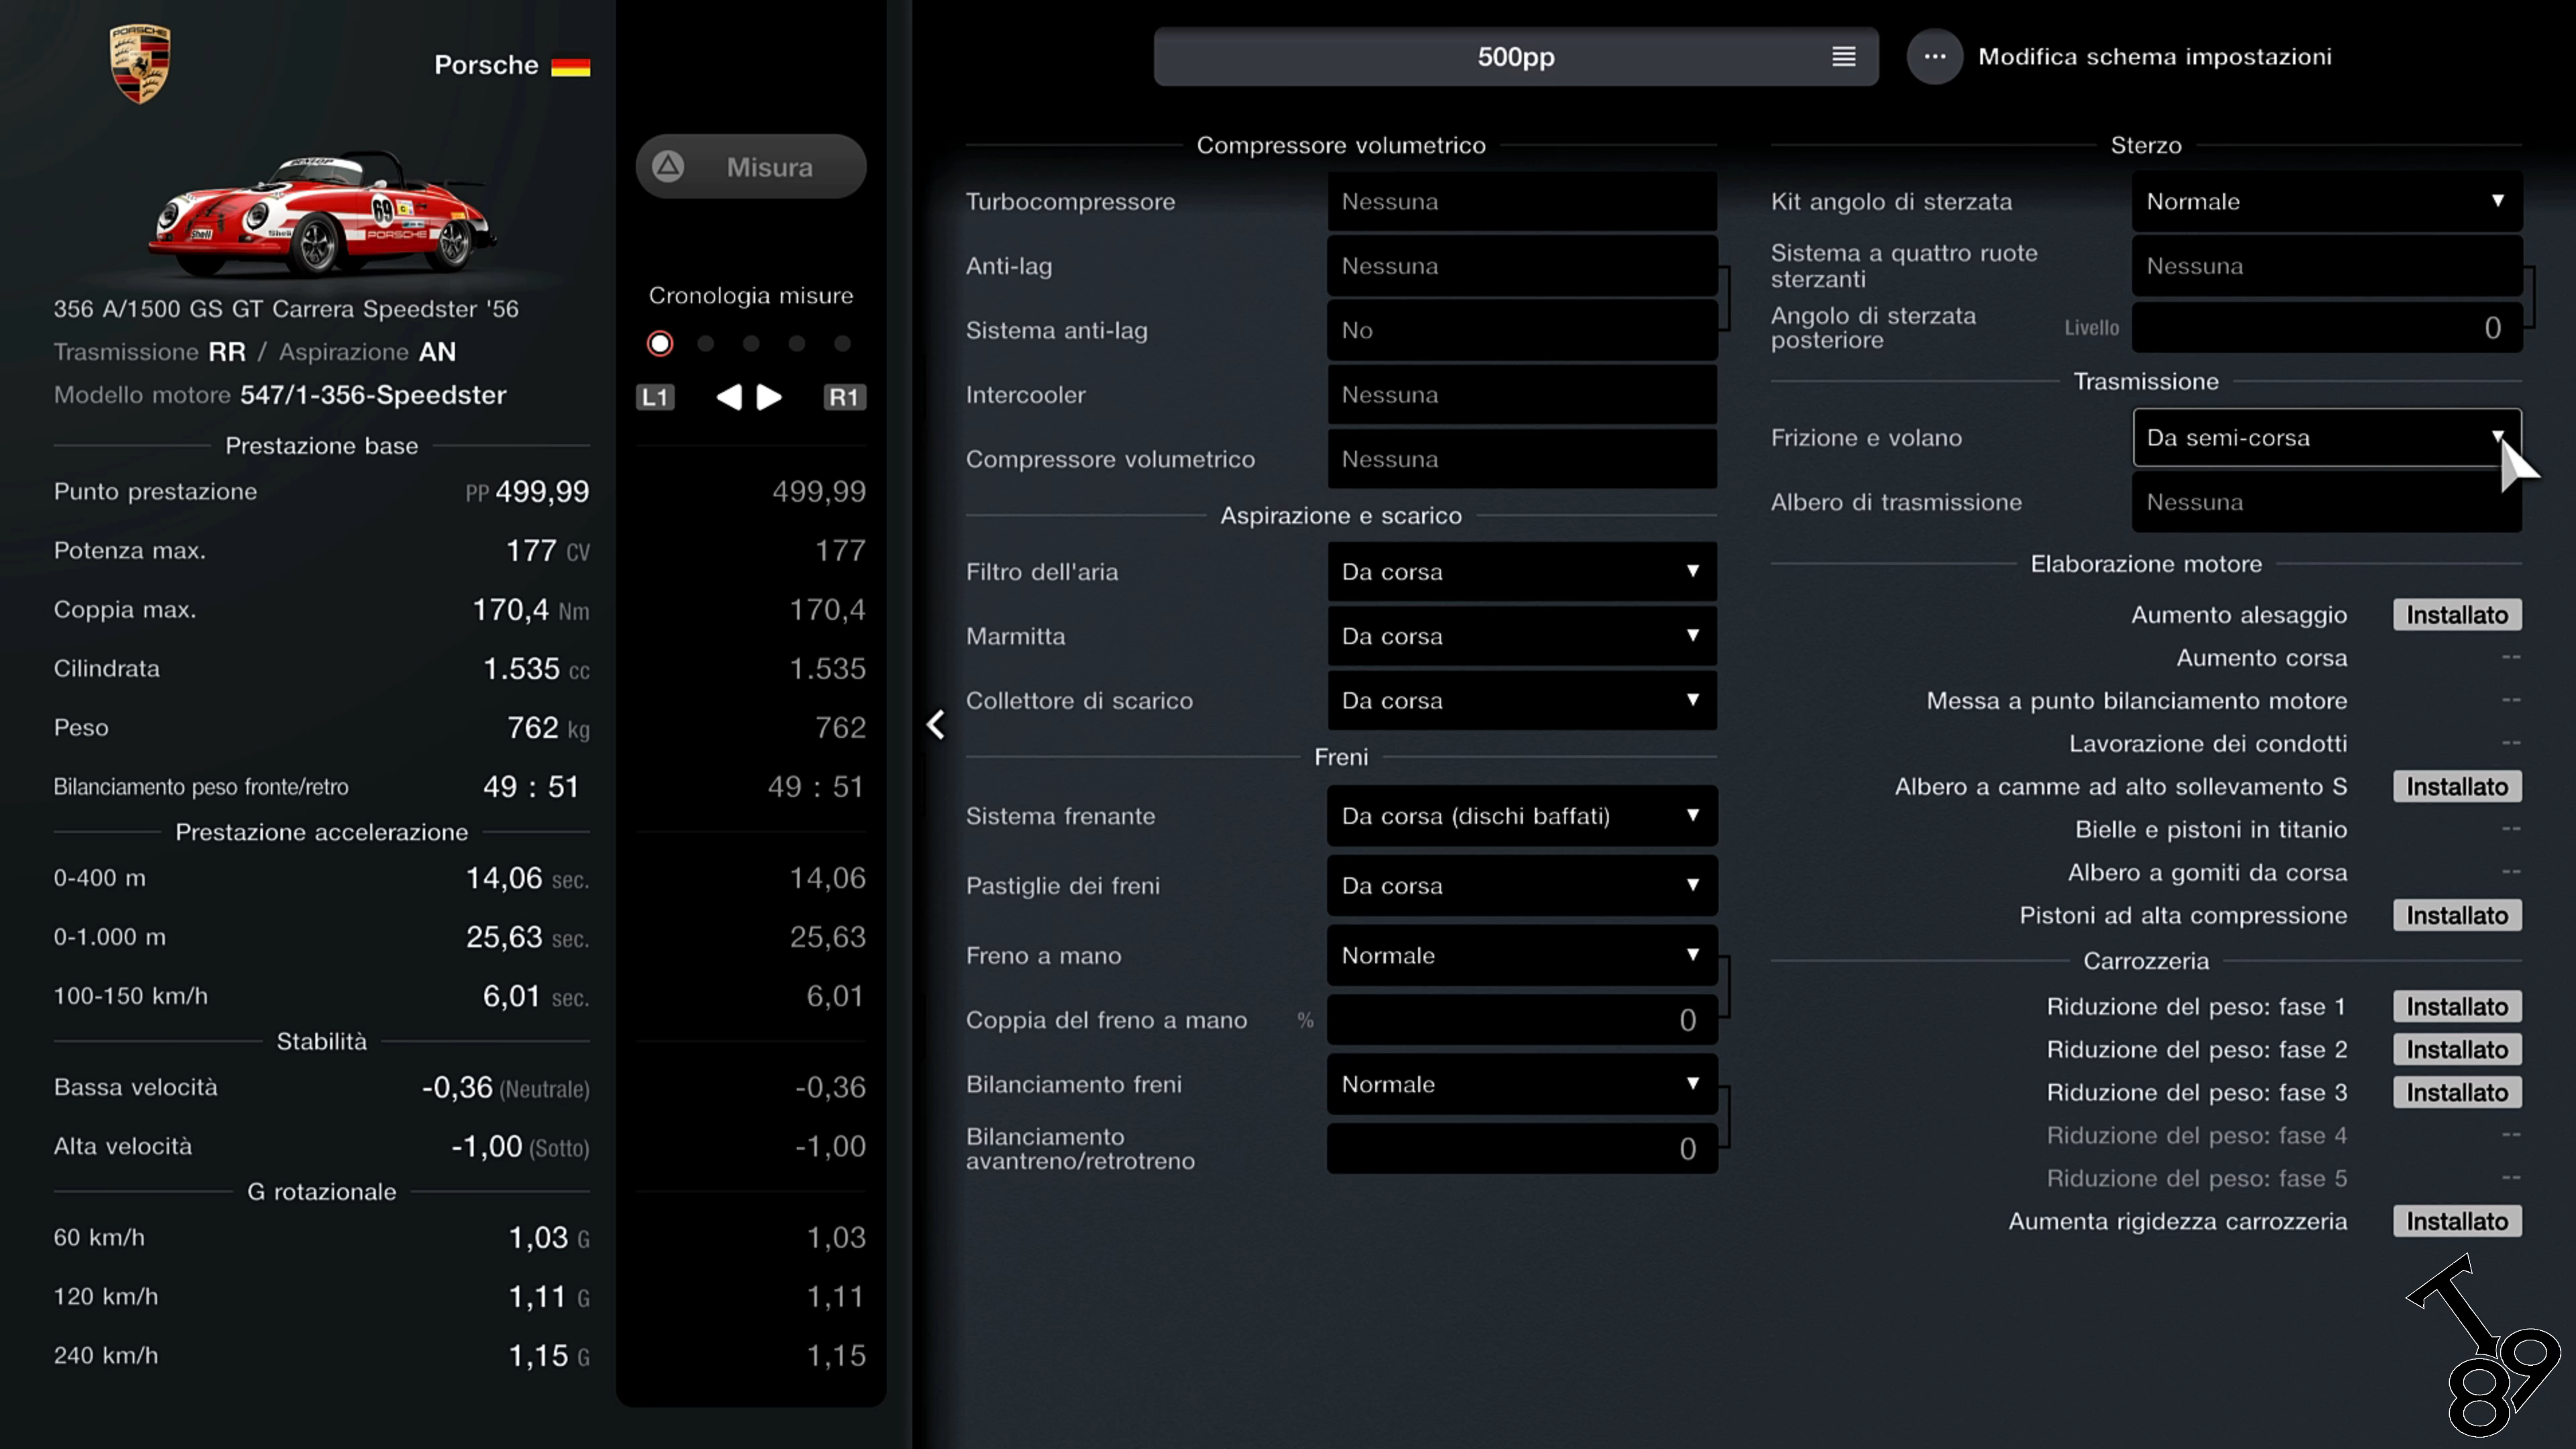 PORSCHE
Porsche
DUNLOP
69
Shell
Shell
PORSCHE
356 A/1500 GS GT Carrera Speedster '56
Trasmissione RR / Aspirazione AN
Modello motore 547/1-356-Speedster
Prestazione base
Punto prestazione PP 499,99
Potenza max. 177 CV
Coppia max. 170,4 Nm
Cilindrata 1.535 cc
Peso 762 kg
Bilanciamento peso fronte/retro 49 : 51
Prestazione accelerazione
0-400 m 14,06 sec.
0-1.000 m 25,63 sec.
100-150 km/h 6,01 sec.
Stabilità
Bassa velocità -0,36 (Neutrale)
Alta velocità -1,00 (Sotto)
G rotazionale
60 km/h 1,03 G
120 km/h 1,11 G
240 km/h 1,15 G
Misura
Cronologia misure
L1 R1
499,99
177
170,4
1.535
762
49 : 51
14,06
25,63
6,01
-0,36
-1,00
1,03
1,11
1,15
500pp
Modifica schema impostazioni
Compressore volumetrico
Turbocompressore Nessuna
Anti-lag Nessuna
Sistema anti-lag No
Intercooler Nessuna
Compressore volumetrico Nessuna
Aspirazione e scarico
Filtro dell'aria Da corsa
Marmitta Da corsa
Collettore di scarico Da corsa
Freni
Sistema frenante Da corsa (dischi baffati)
Pastiglie dei freni Da corsa
Freno a mano Normale
Coppia del freno a mano % 0
Bilanciamento freni Normale
Bilanciamento
avantreno/retrotreno 0
Sterzo
Kit angolo di sterzata Normale
Sistema a quattro ruote
sterzanti Nessuna
Angolo di sterzata
posteriore Livello 0
Trasmissione
Frizione e volano Da semi-corsa
Albero di trasmissione Nessuna
Elaborazione motore
Aumento alesaggio Installato
Aumento corsa --
Messa a punto bilanciamento motore --
Lavorazione dei condotti --
Albero a camme ad alto sollevamento S Installato
Bielle e pistoni in titanio --
Albero a gomiti da corsa --
Pistoni ad alta compressione Installato
Carrozzeria
Riduzione del peso: fase 1 Installato
Riduzione del peso: fase 2 Installato
Riduzione del peso: fase 3 Installato
Riduzione del peso: fase 4 --
Riduzione del peso: fase 5 --
Aumenta rigidezza carrozzeria Installato
T
89